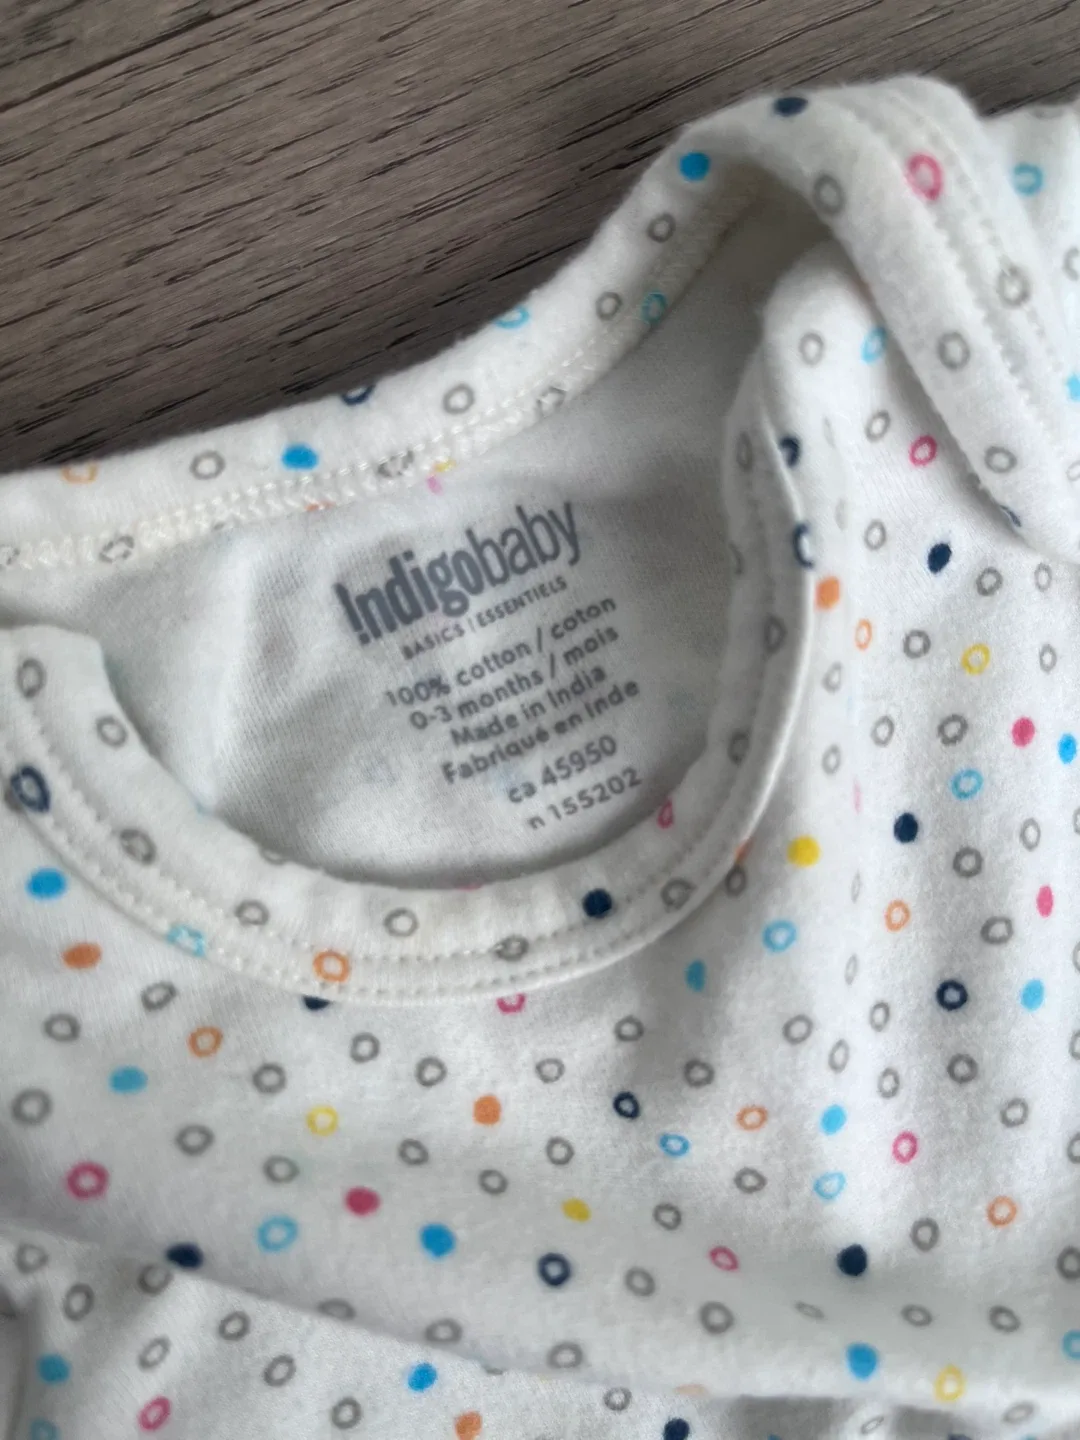 Indigobaby
BASICS | ESSENTIELS
100% cotton / coton
0-3 months / mois
Made in India
Fabriqué en Inde
ca 45950
n 155202